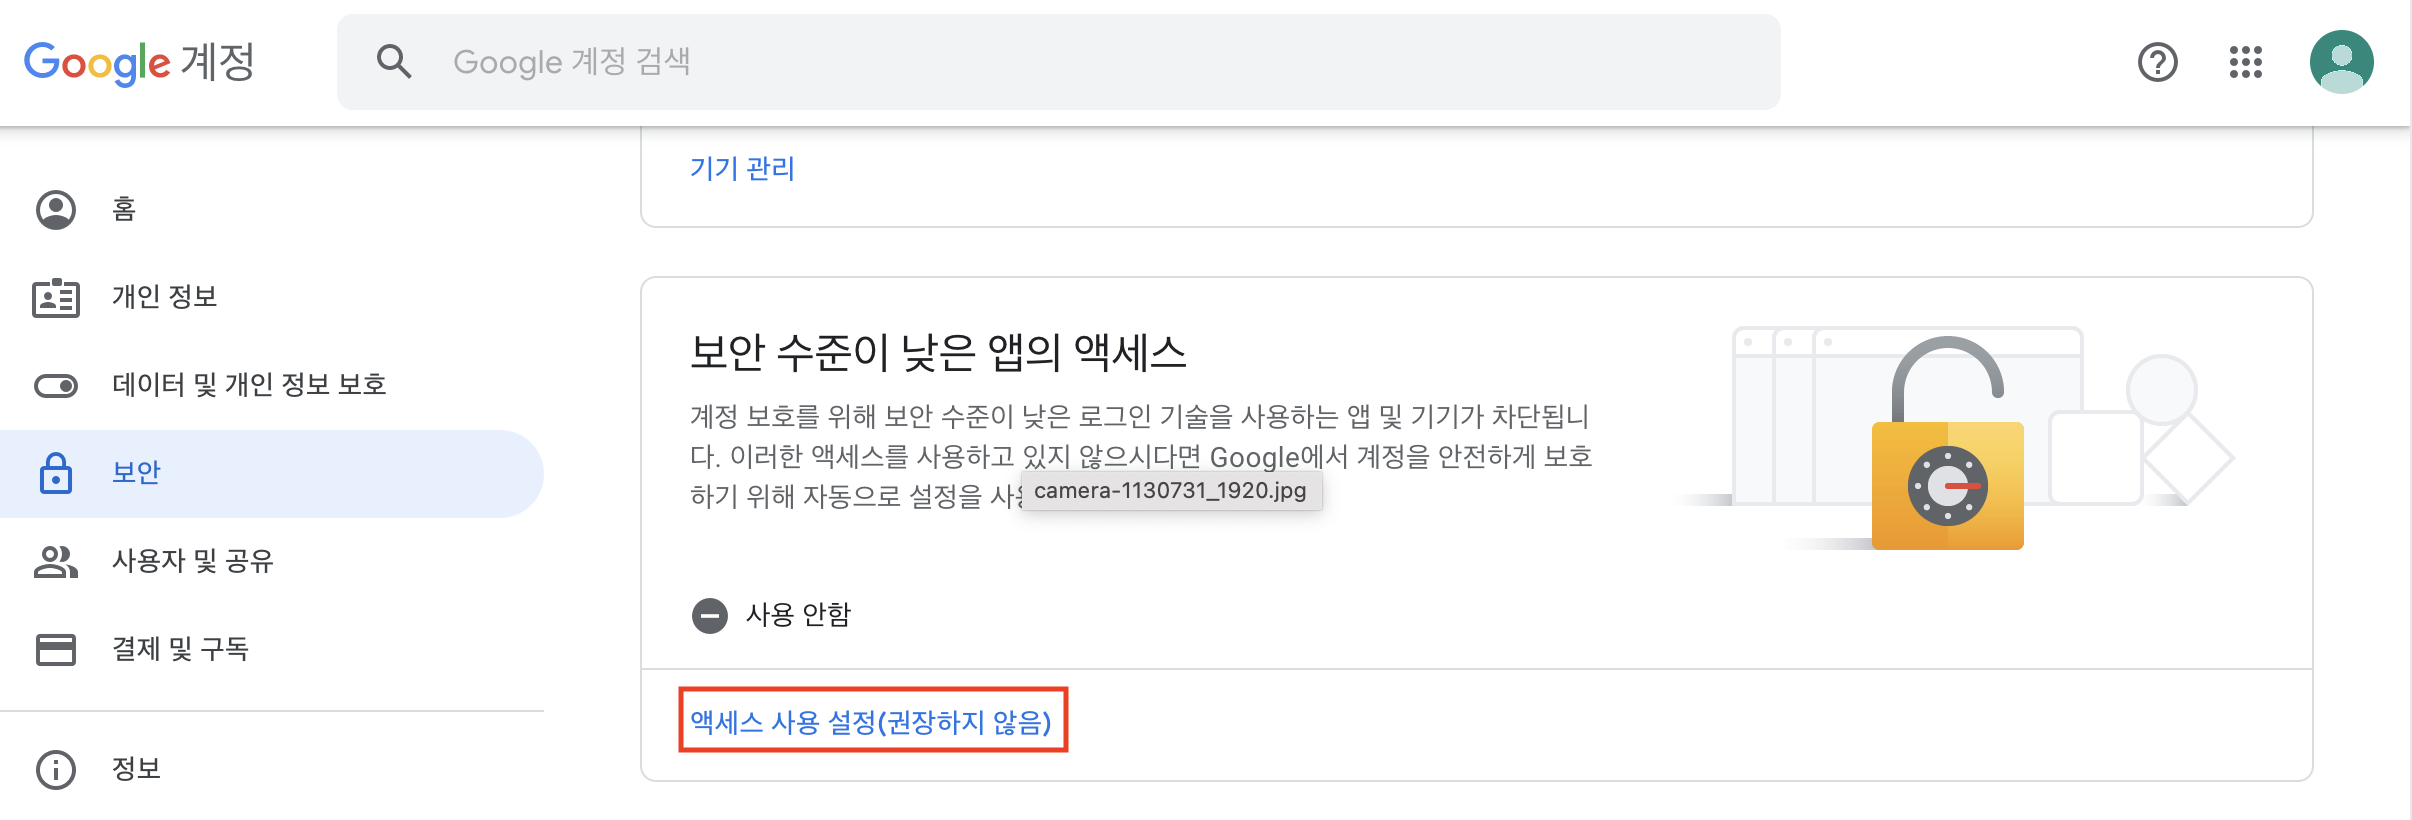 Google 계정
Google 계정 검색
홈
개인 정보
데이터 및 개인 정보 보호
보안
사용자 및 공유
결제 및 구독
정보
기기 관리
보안 수준이 낮은 앱의 액세스
계정 보호를 위해 보안 수준이 낮은 로그인 기술을 사용하는 앱 및 기기가 차단됩니
다. 이러한 액세스를 사용하고 있지 않으시다면 Google에서 계정을 안전하게 보호
하기 위해 자동으로 설정을
camera-1130731_1920.jpg
사용 안함
액세스 사용 설정(권장하지 않음)